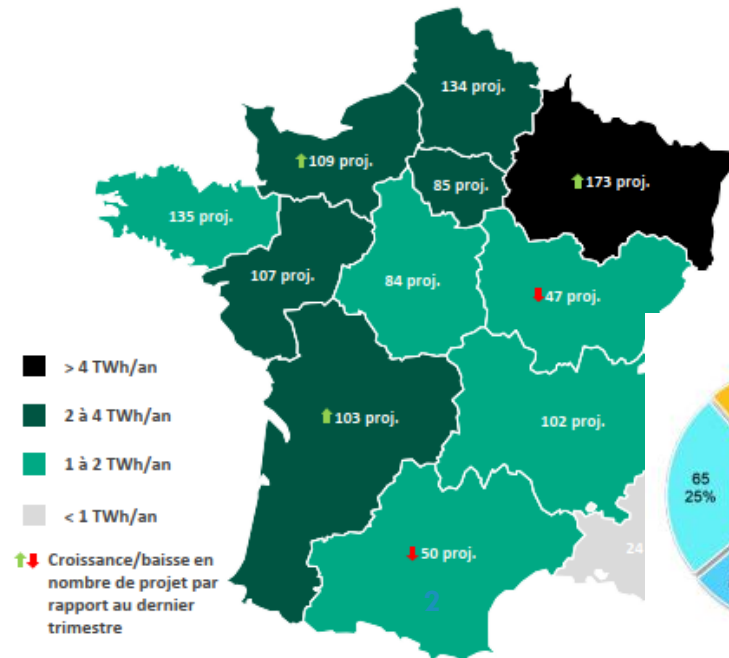 134 proj.
109 proj.
85 proj.
173 proj.
135 proj.
107 proj.
84 proj.
47 proj.
> 4 TWh/an
2 à 4 TWh/an
103 proj.
102 proj.
1 à 2 TWh/an
65
25%
< 1 TWh/an
24
50 proj.
Croissance/baisse en
nombre de projet par
rapport au dernier
trimestre
2